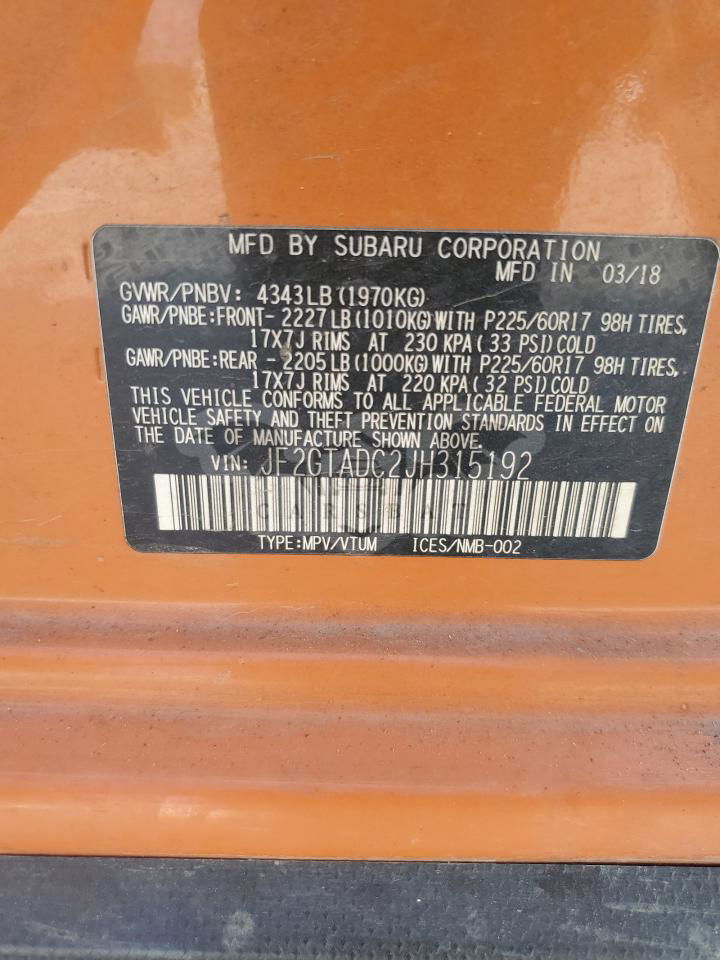 MFD BY SUBARU CORPORATION
MFD IN 03/18
GVWR/PNBV: 4343LB(1970KG)
GAWR/PNBE:FRONT- 2227LB(1010KG)WITH P225/60R17 98H TIRES,
17X7J RIMS AT 230 KPA( 33 PSI)COLD
GAWR/PNBE:REAR - 2205LB(1000KG)WITH P225/60R17 98H TIRES,
17X7J RIMS AT 220 KPA( 32 PSI)COLD
THIS VEHICLE CONFORMS TO ALL APPLICABLE FEDERAL MOTOR
VEHICLE SAFETY AND THEFT PREVENTION STANDARDS IN EFFECT ON
THE DATE OF MANUFACTURE SHOWN ABOVE.
VIN: JF2GTADC2JH315192
CARSBAT
TYPE:MPV/VTUM ICES/NMB-002